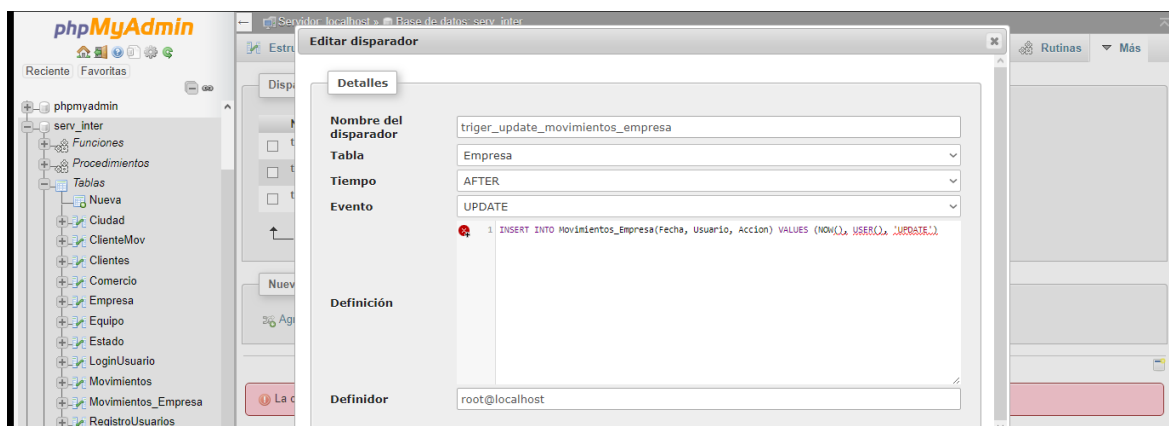 phpMyAdmin
Reciente Favoritas
phpmyadmin
serv_inter
Funciones
Procedimientos
Tablas
Nueva
Ciudad
ClienteMov
Clientes
Comercio
Empresa
Equipo
Estado
LoginUsuario
Movimientos
Movimientos_Empresa
RegistroUsuarios
Servidor: localhost » Base de datos: serv_inter
Estru
Rutinas
Más
Disp
Nuev
Agr
La c
Editar disparador
Detalles
Nombre del disparador
triger_update_movimientos_empresa
Tabla
Empresa
Tiempo
AFTER
Evento
UPDATE
Definición
1 INSERT INTO Movimientos_Empresa(Fecha, Usuario, Accion) VALUES (NOW(), USER(), 'UPDATE')
Definidor
root@localhost